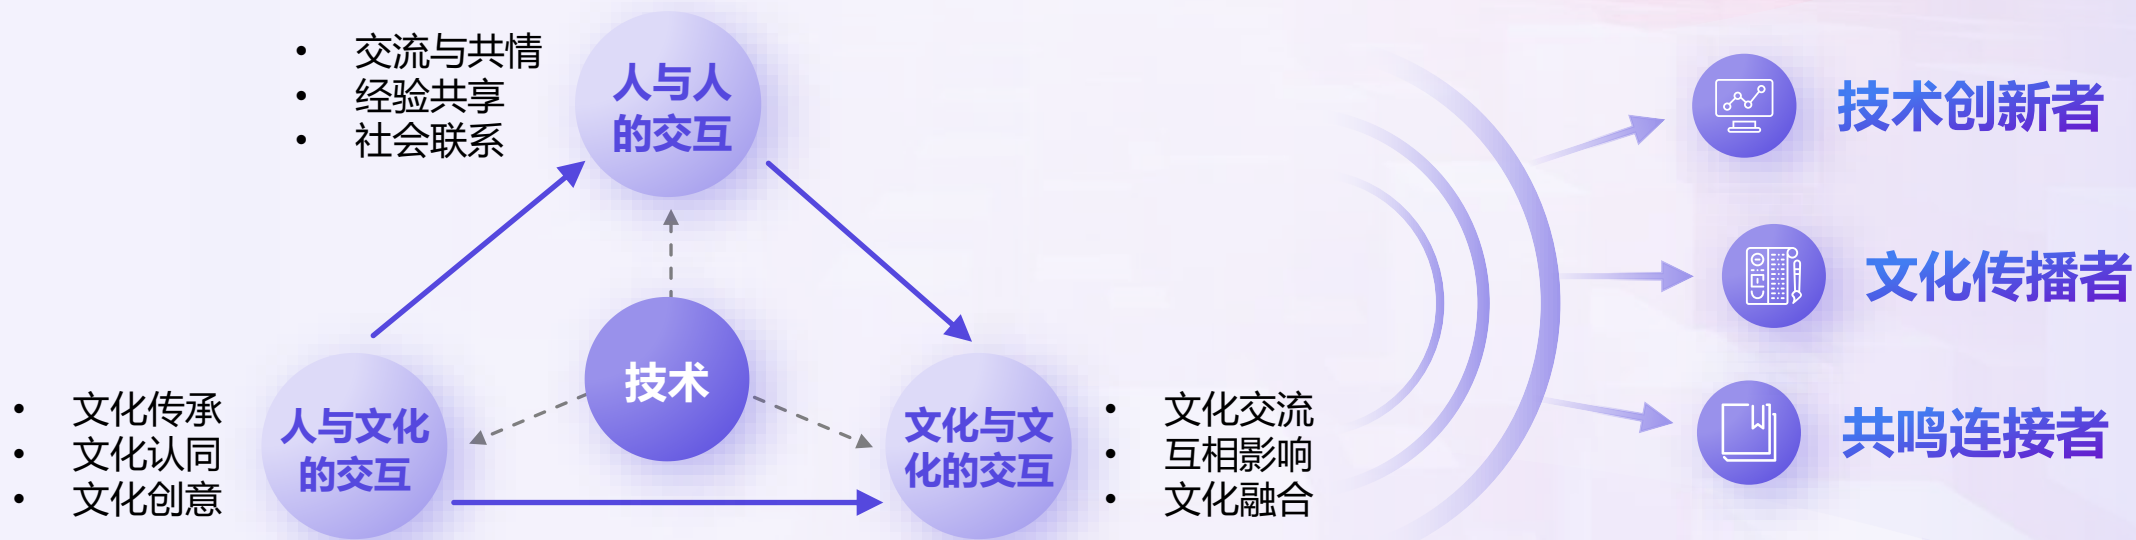 • 交流与共情
• 经验共享
• 社会联系
人与人
的交互
技术
• 文化传承
• 文化认同
• 文化创意
人与文化
的交互
文化与文
化的交互
• 文化交流
• 互相影响
• 文化融合
技术创新者
文化传播者
共鸣连接者